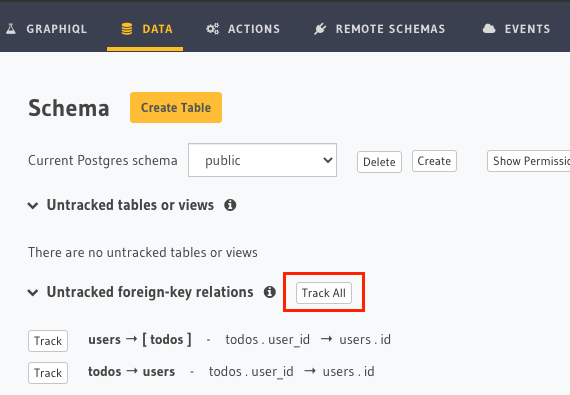 GRAPHIQL DATA ACTIONS REMOTE SCHEMAS EVENTS
Schema Create Table
Current Postgres schema public Delete Create Show Permissio
Untracked tables or views
There are no untracked tables or views
Untracked foreign-key relations Track All
Track users → [ todos ] - todos . user_id → users . id
Track todos → users - todos . user_id → users . id